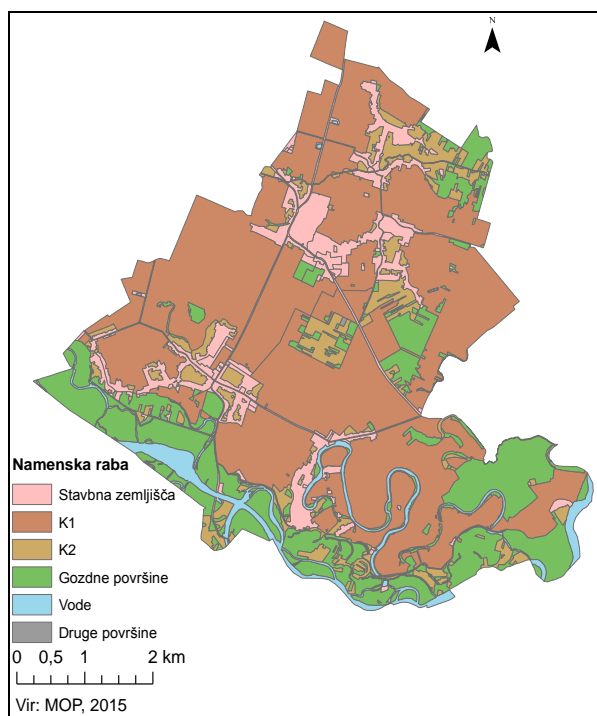 N
Namenska raba
Stavbna zemljišča
K1
K2
Gozdne površine
Vode
Druge površine
0 0,5 1 2 km
Vir: MOP, 2015